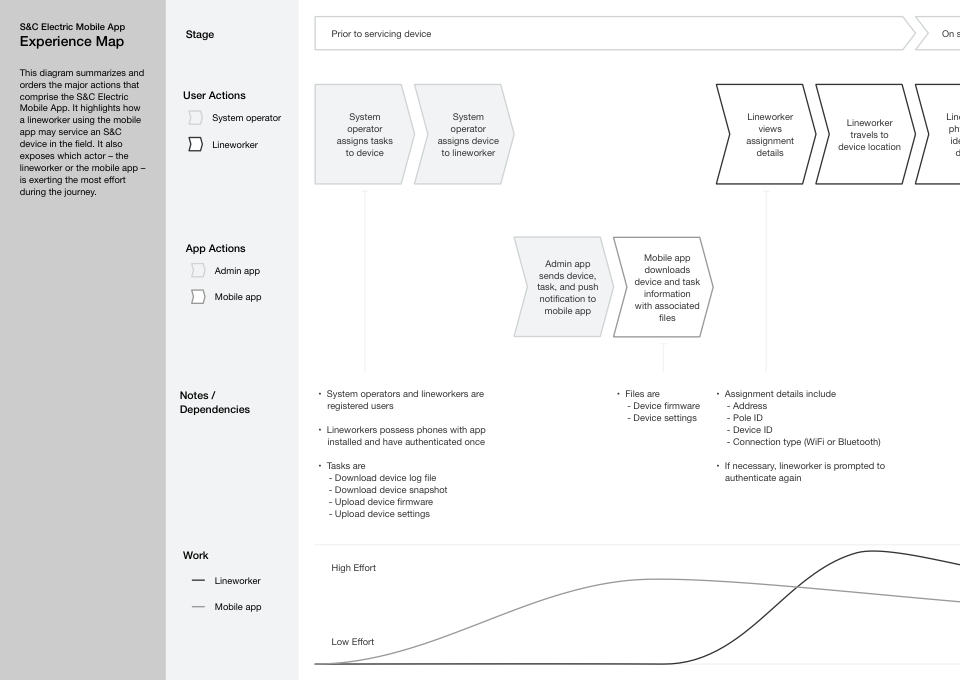 S&C Electric Mobile App
Experience Map
This diagram summarizes and
orders the major actions that
comprise the S&C Electric
Mobile App. It highlights how
a lineworker using the mobile
app may service an S&C
device in the field. It also
exposes which actor – the
lineworker or the mobile app –
is exerting the most effort
during the journey.
Stage
Prior to servicing device
On s
User Actions
System operator
Lineworker
System
operator
assigns tasks
to device
System
operator
assigns device
to lineworker
Lineworker
views
assignment
details
Lineworker
travels to
device location
Line
phy
ide
d
App Actions
Admin app
Mobile app
Admin app
sends device,
task, and push
notification to
mobile app
Mobile app
downloads
device and task
information
with associated
files
Notes /
Dependencies
• System operators and lineworkers are
registered users
• Lineworkers possess phones with app
installed and have authenticated once
• Tasks are
- Download device log file
- Download device snapshot
- Upload device firmware
- Upload device settings
• Files are
- Device firmware
- Device settings
• Assignment details include
- Address
- Pole ID
- Device ID
- Connection type (WiFi or Bluetooth)
• If necessary, lineworker is prompted to
authenticate again
Work
Lineworker
Mobile app
High Effort
Low Effort